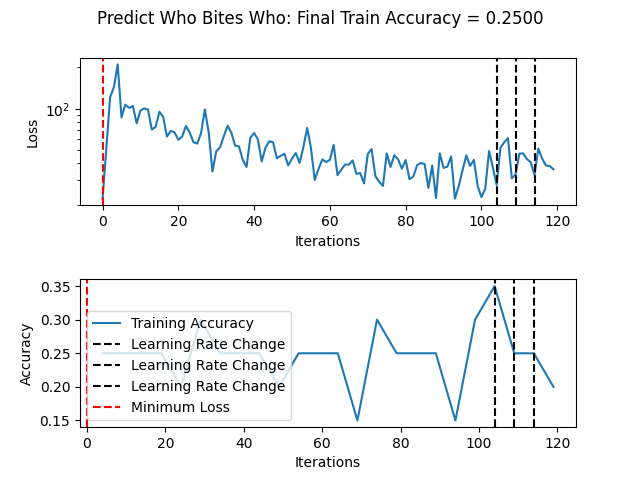 Predict Who Bites Who: Final Train Accuracy = 0.2500
10²
Loss
0 20 40 60 80 100 120
Iterations
0.35
0.30
0.25
0.20
0.15
Accuracy
Training Accuracy
Learning Rate Change
Learning Rate Change
Learning Rate Change
Minimum Loss
0 20 40 60 80 100 120
Iterations